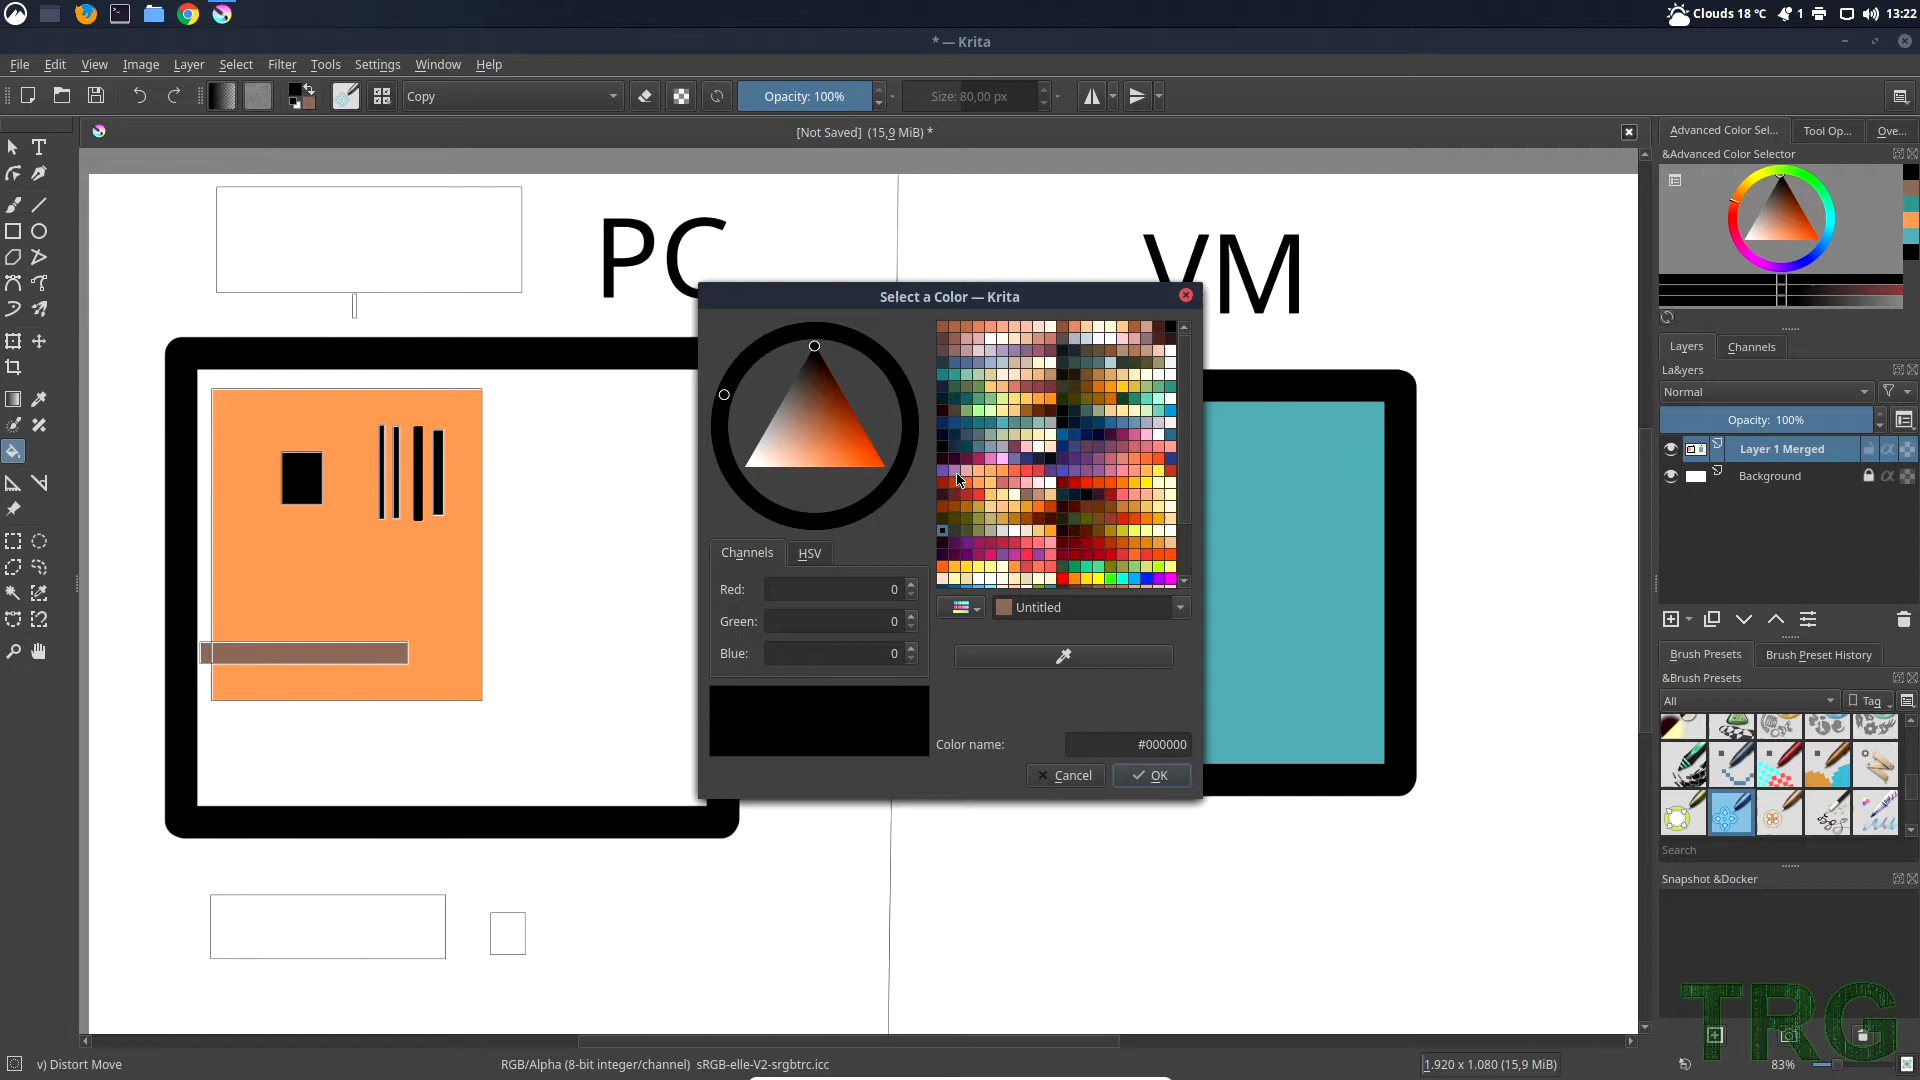 Clouds 18 °C
1
13:22
* — Krita
File Edit View Image Layer Select Filter Tools Settings Window Help
Copy
Opacity: 100%
Size: 80,00 px
[Not Saved] (15,9 MiB) *
Advanced Color Sel... Tool Op... Ove...
&Advanced Color Selector
PC
VM
Select a Color — Krita
Channels HSV
Red: 0
Green: 0
Blue: 0
Untitled
Color name: #000000
Cancel OK
Layers Channels
La&yers
Normal
Opacity: 100%
Layer 1 Merged
Background
Brush Presets Brush Preset History
&Brush Presets
All
Tag
Search
Snapshot &Docker
TRG
v) Distort Move
RGB/Alpha (8-bit integer/channel) sRGB-elle-V2-srgbtrc.icc
1.920 x 1.080 (15,9 MiB)
83%